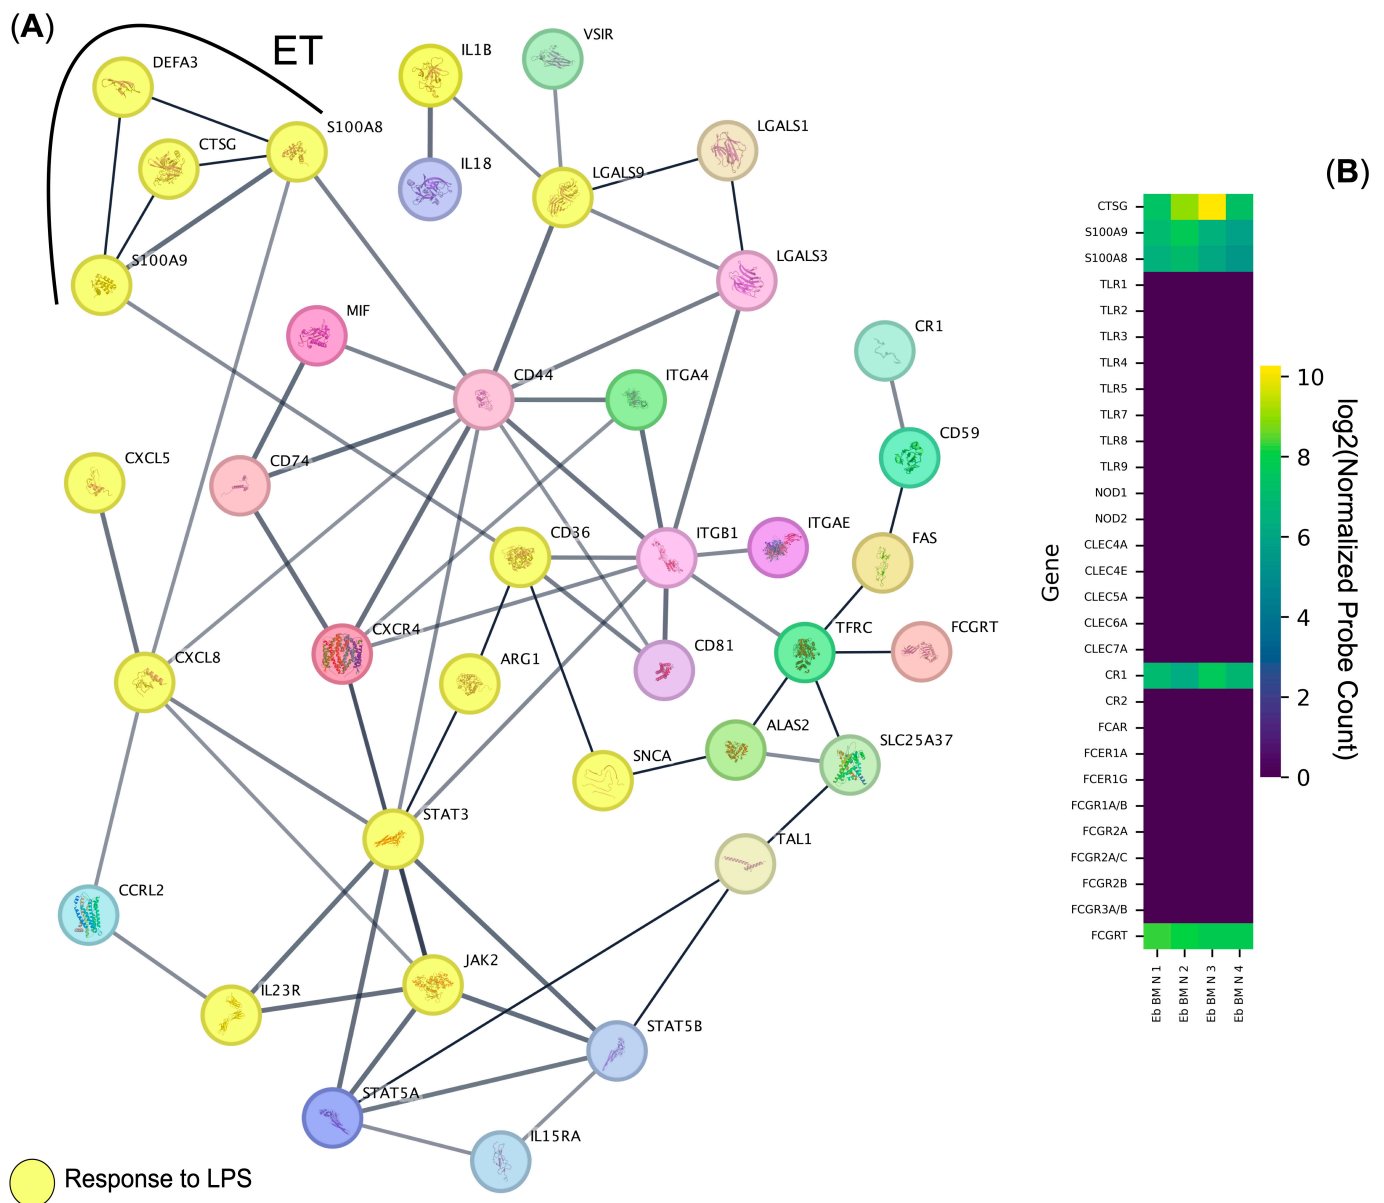 (A)
ET
DEFA3
CTSG
S100A8
S100A9
IL1B
IL18
VSIR
LGALS9
LGALS1
LGALS3
MIF
CD44
ITGA4
CR1
CD59
CXCL5
CD74
CD36
ITGB1
ITGAE
FAS
CXCL8
CXCR4
ARG1
CD81
TFRC
FCGRT
SNCA
ALAS2
SLC25A37
STAT3
TAL1
CCRL2
IL23R
JAK2
STAT5B
STAT5A
IL15RA
Response to LPS
(B)
Gene
CTSG
S100A9
S100A8
TLR1
TLR2
TLR3
TLR4
TLR5
TLR7
TLR8
TLR9
NOD1
NOD2
CLEC4A
CLEC4E
CLEC5A
CLEC6A
CLEC7A
CR1
CR2
FCAR
FCER1A
FCER1G
FCGR1A/B
FCGR2A
FCGR2A/C
FCGR2B
FCGR3A/B
FCGRT
Eb BM N 1
Eb BM N 2
Eb BM N 3
Eb BM N 4
10
8
6
4
2
0
log2(Normalized Probe Count)